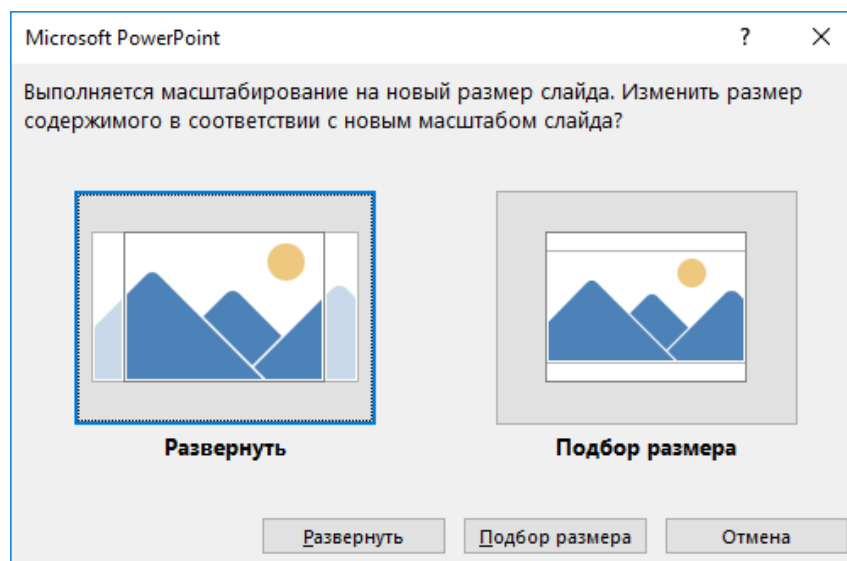 Microsoft PowerPoint
?
Выполняется масштабирование на новый размер слайда. Изменить размер
содержимого в соответствии с новым масштабом слайда?
Развернуть
Подбор размера
Развернуть
Подбор размера
Отмена